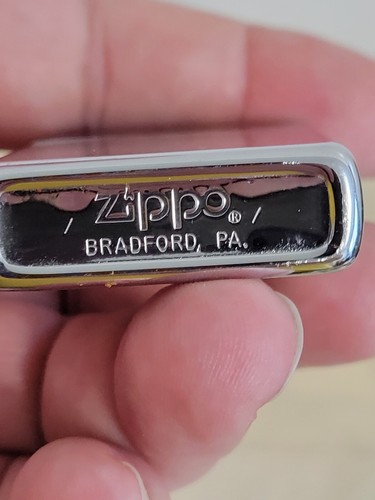 / Zippo® /
BRADFORD, PA.